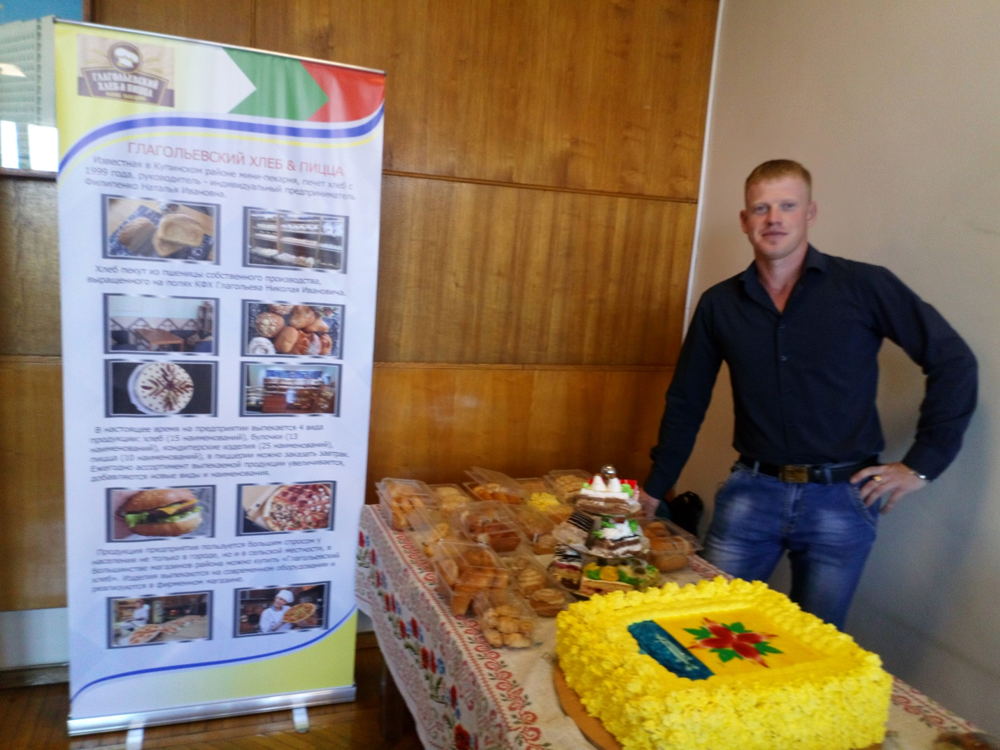 ГЛАГОЛЬЕВСКИЙ
ХЛЕБ & ПИЦЦА
ГЛАГОЛЬЕВСКИЙ ХЛЕБ & ПИЦЦА
Известная в Купинском районе мини-пекарня, печет хлеб с
1999 года, руководитель - индивидуальный предприниматель
Филипенко Наталья Ивановна.
Хлеб пекут из пшеницы собственного производства,
выращенного на полях КФХ Глагольева Николая Ивановича.
В настоящее время на предприятии выпекается 4 вида
продукции: хлеб (15 наименований), булочки (13
наименований), кондитерские изделия (25 наименований),
пицца (10 наименований), в пиццерии можно заказать завтрак.
Ежегодно ассортимент выпекаемой продукции увеличивается,
добавляются новые виды и наименования.
Продукция предприятия пользуется большим спросом у
населения не только в городе, но и в сельской местности, в
большинстве магазинов района можно купить «Глагольевский
хлеб». Изделия выпекаются на современном оборудовании и
реализуются в фирменном магазине.